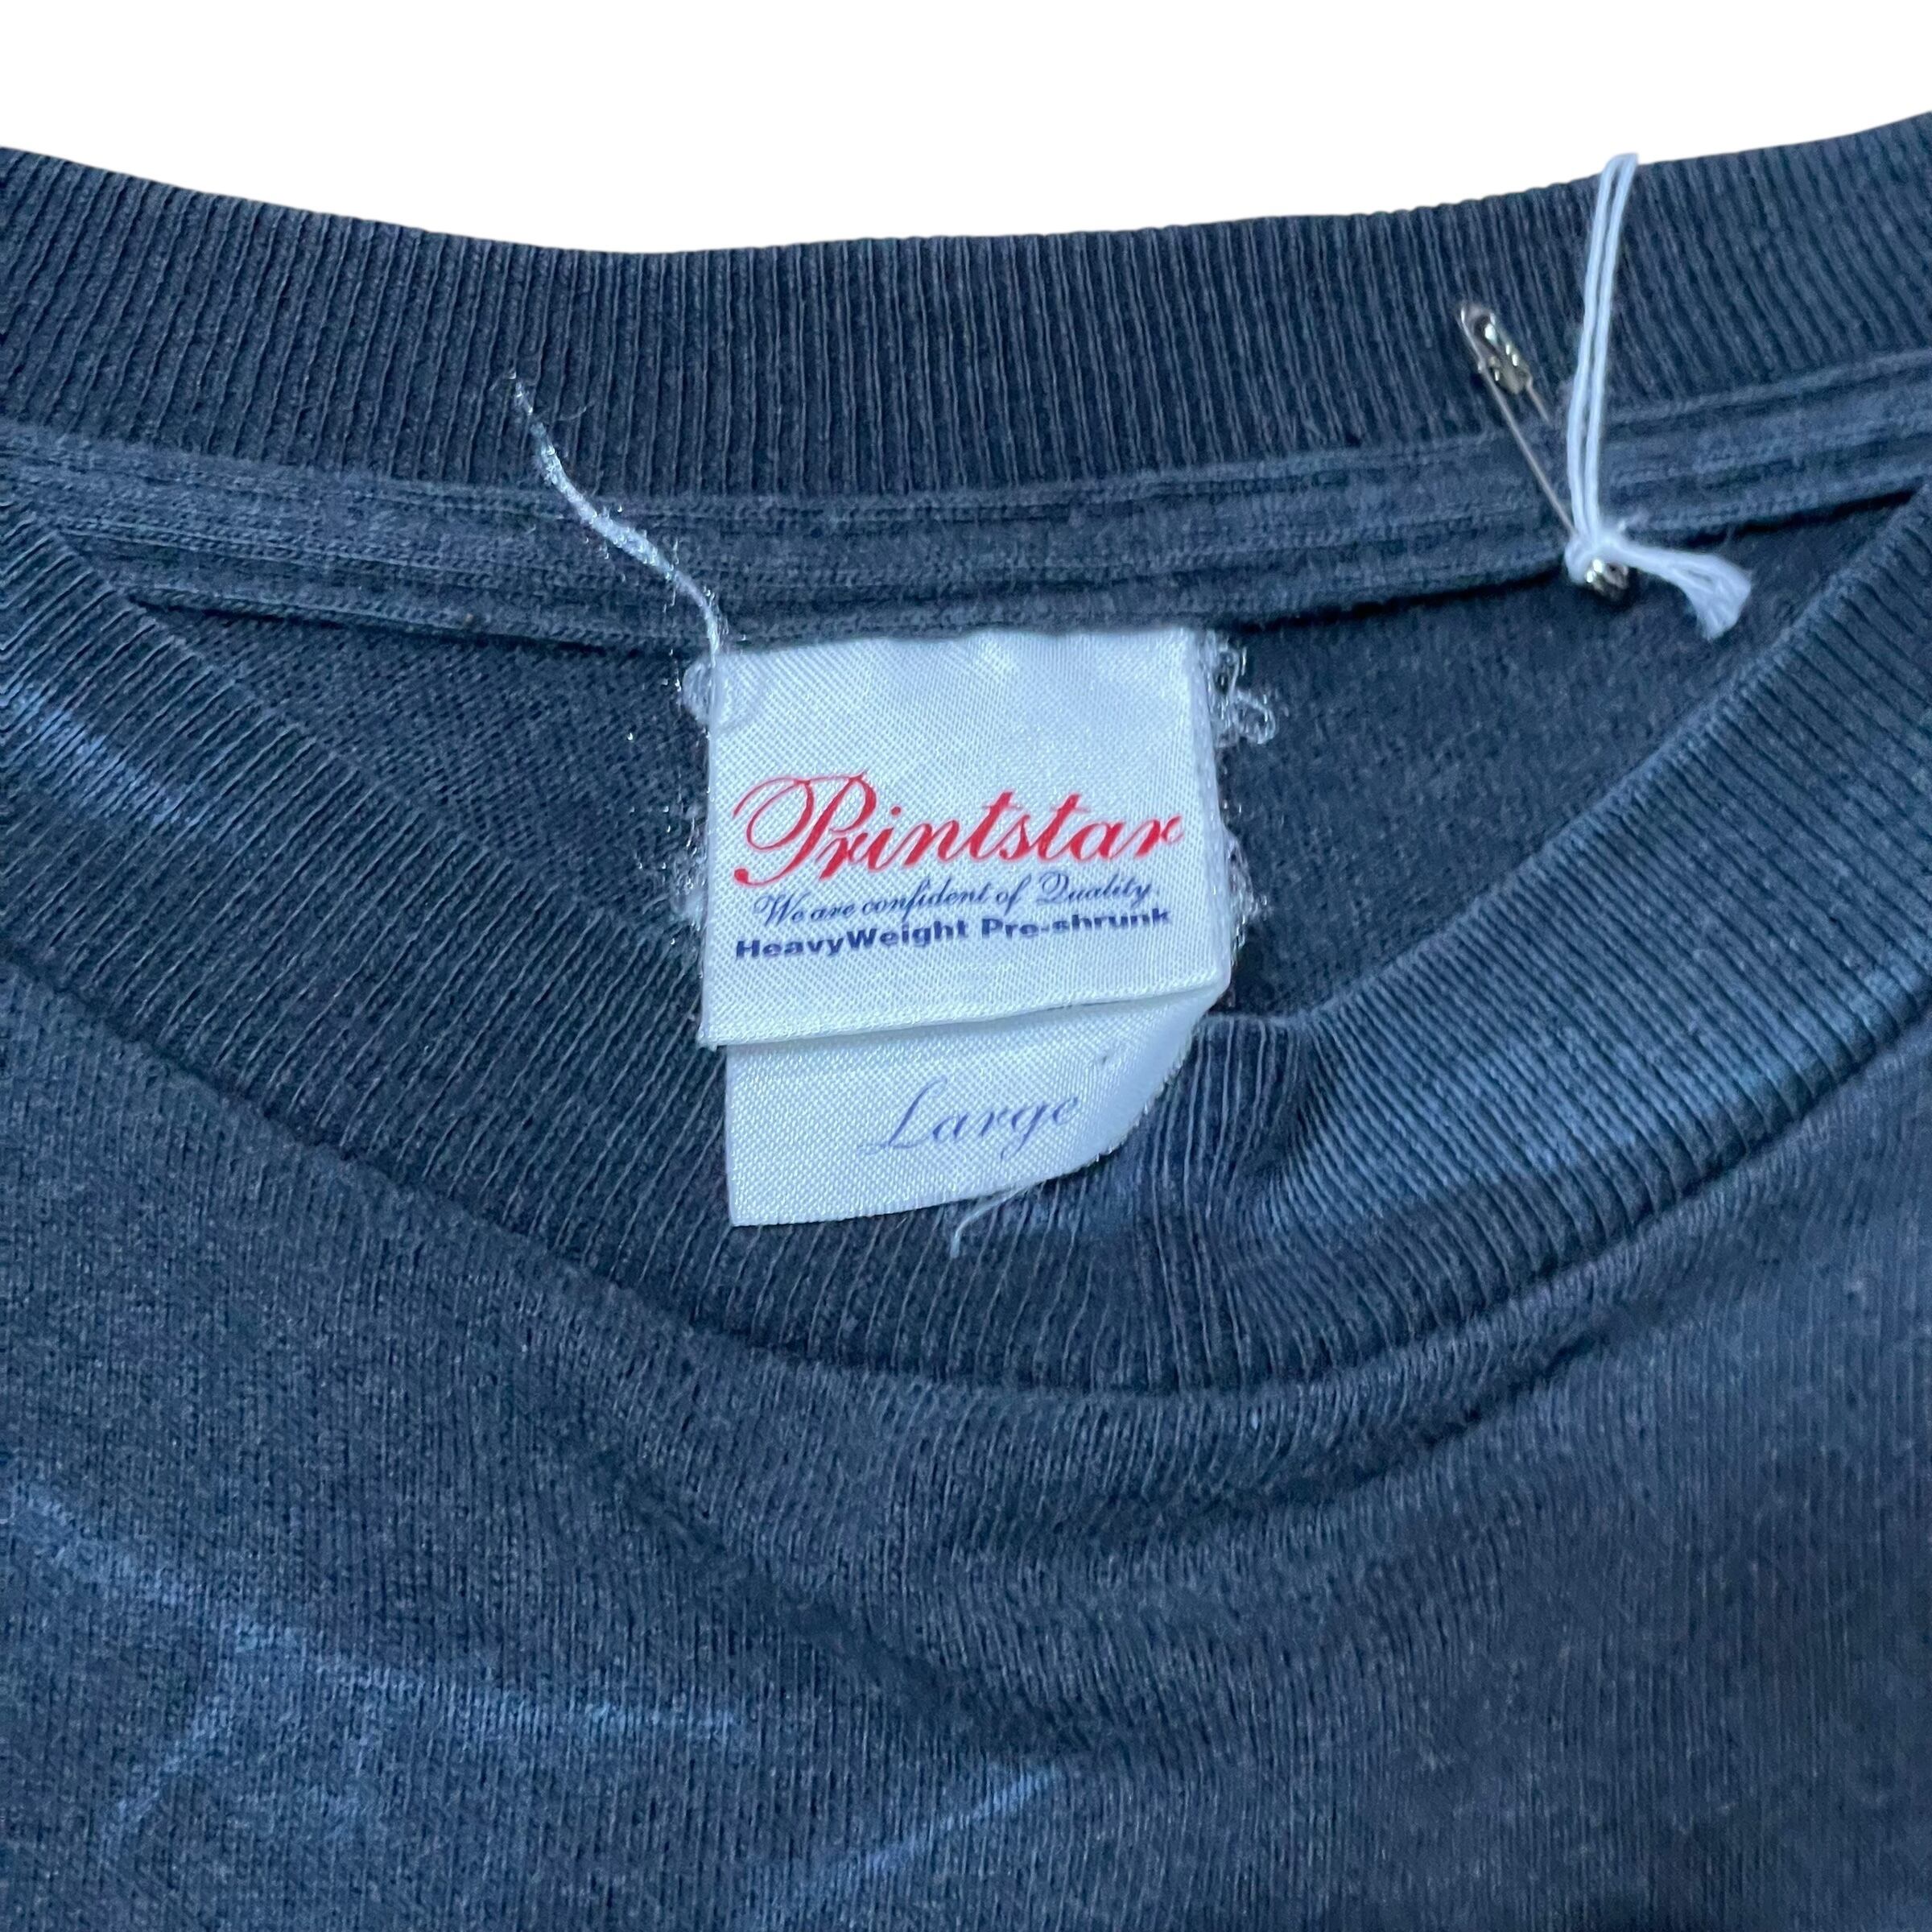 Printstar
We are confident of Quality.
HeavyWeight Pre-shrunk
Large